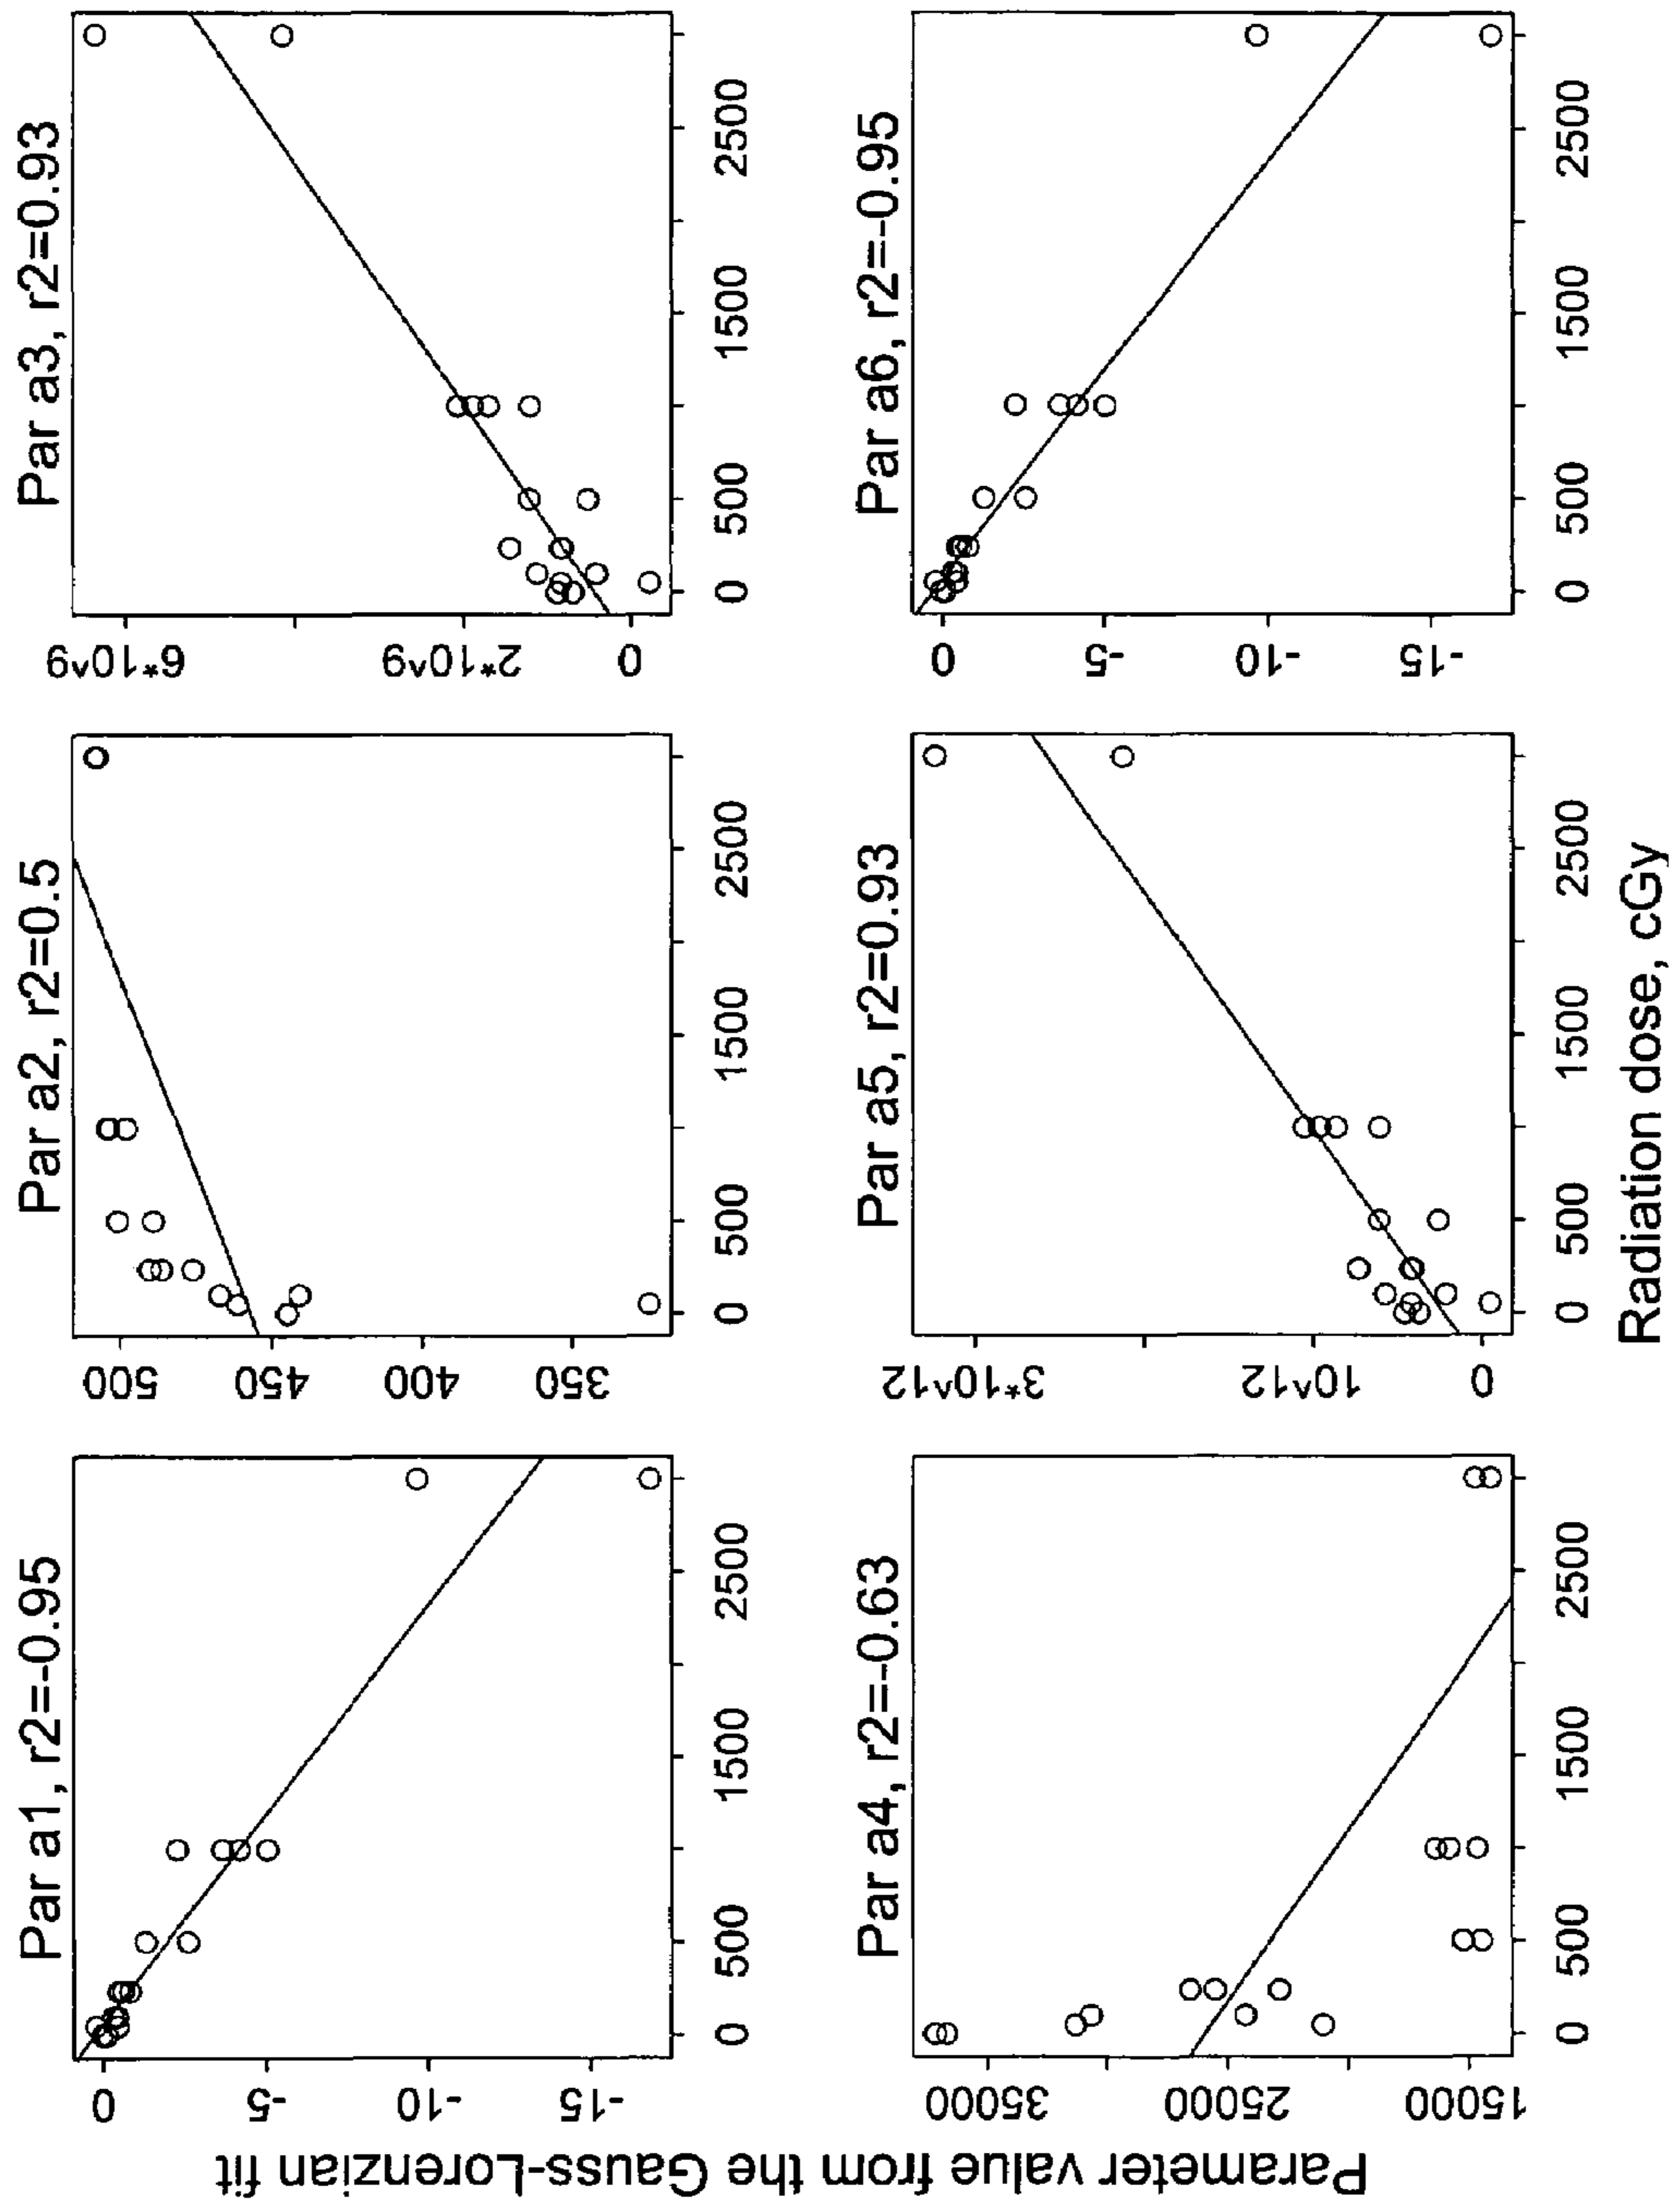 Par a1, r2=-0.95
0
-5
-10
-15
0 500 1500 2500
Par a2, r2=0.5
500
450
400
350
0 500 1500 2500
Par a3, r2=0.93
6*10^9
2*10^9
0
0 500 1500 2500
Par a4, r2=-0.63
35000
25000
15000
0 500 1500 2500
Par a5, r2=0.93
3*10^12
10^12
0
0 500 1500 2500
Par a6, r2=-0.95
0
-5
-10
-15
0 500 1500 2500
Parameter value from the Gauss-Lorenzian fit
Radiation dose, cGy